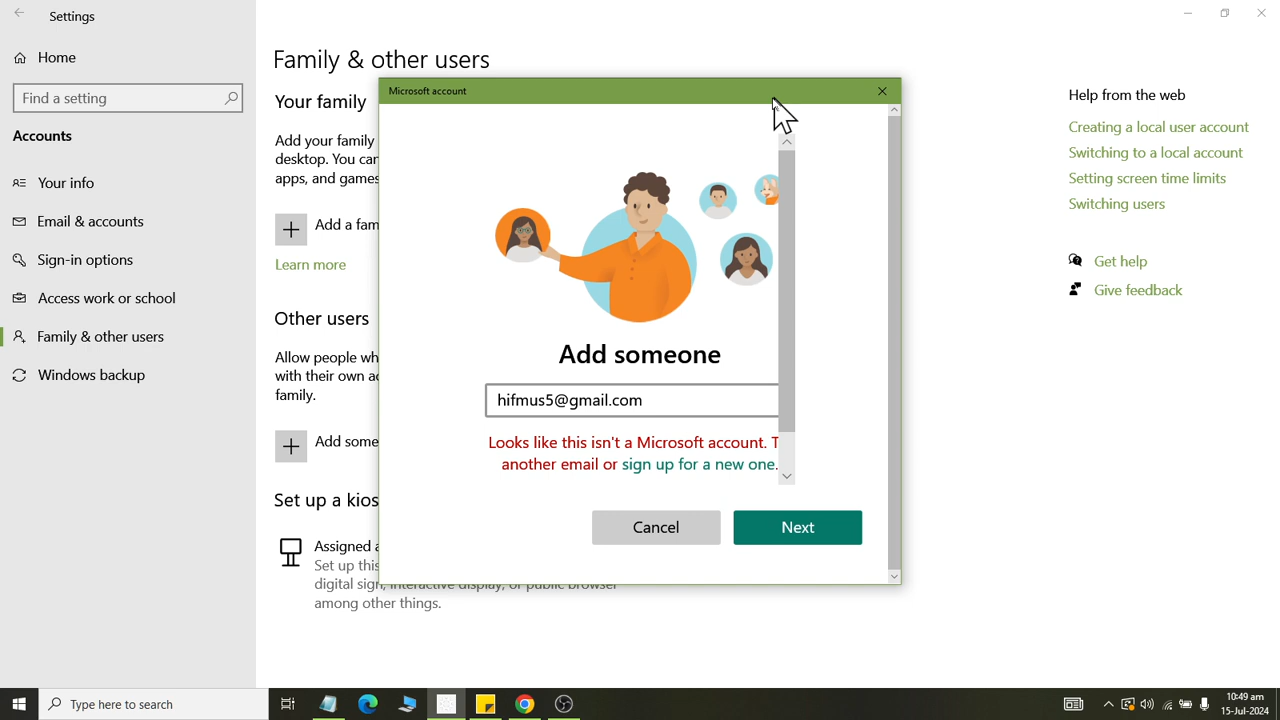 Settings
Home
Find a setting
Accounts
Your info
Email & accounts
Sign-in options
Access work or school
Family & other users
Windows backup
Family & other users
Your family
Add your family
desktop. You can
apps, and games
Add a fam
Learn more
Other users
Allow people wh
with their own ac
family.
Add some
Set up a kios
Assigned a
Set up this
digital sign, interactive display, or public browser
among other things.
Microsoft account
Add someone
hifmus5@gmail.com
Looks like this isn't a Microsoft account. T
another email or sign up for a new one.
Cancel
Next
Help from the web
Creating a local user account
Switching to a local account
Setting screen time limits
Switching users
Get help
Give feedback
Type here to search
10:49 am
15-Jul-2024